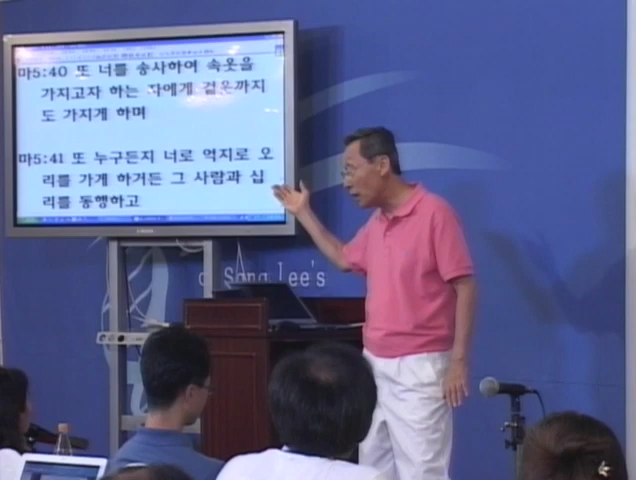 마5:40 또 너를 송사하여 속옷을
가지고자 하는 자에게 겉옷까지
도 가지게 하며
마5:41 또 누구든지 너로 억지로 오
리를 가게 하거든 그 사람과 십
리를 동행하고
Song Lee's